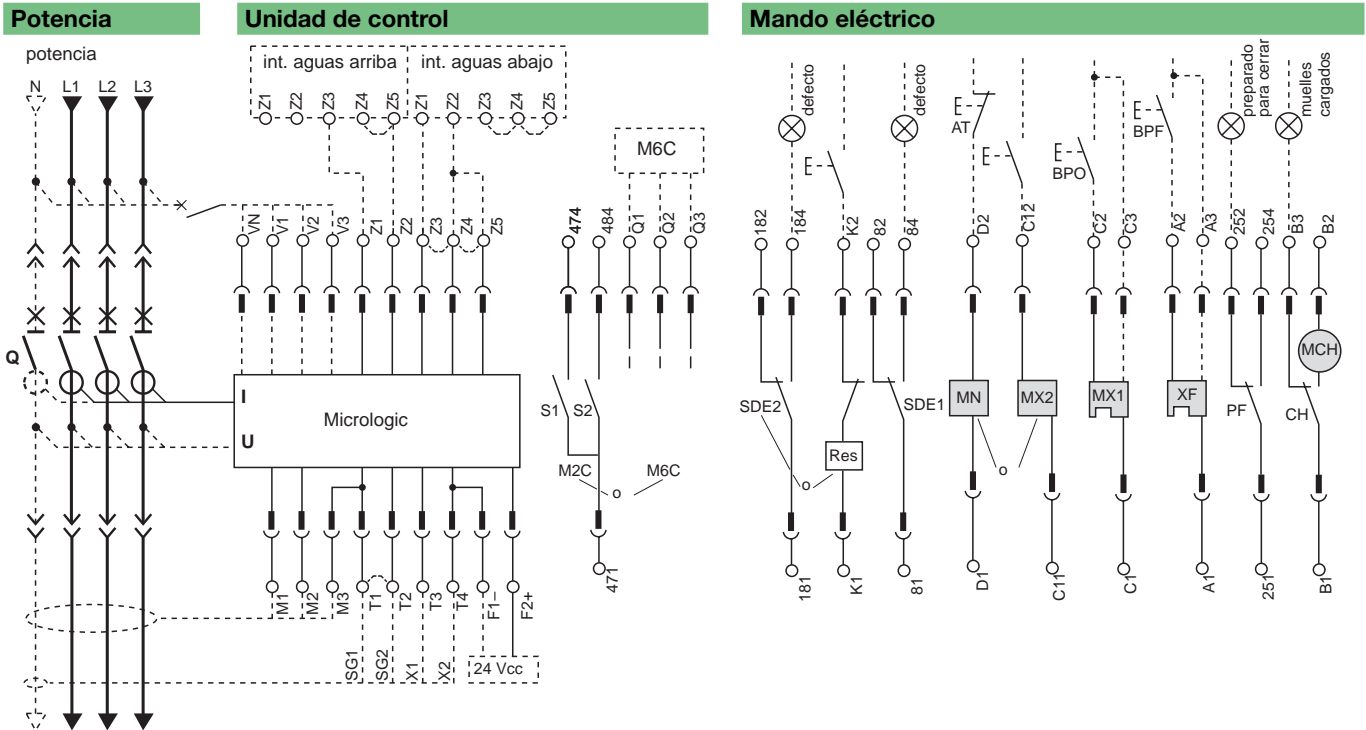 Potencia
Unidad de control
Mando eléctrico
potencia
N L1 L2 L3
int. aguas arriba
int. aguas abajo
Z1 Z2 Z3 Z4 Z5 Z1 Z2 Z3 Z4 Z5
M6C
defecto
defecto
preparado
para cerrar
muelles
cargados
AT
BPO
BPF
VN V1 V2 V3 Z1 Z2 Z3 Z4 Z5
474 484 Q1 Q2 Q3
182 184 K2 82 84 D2 C12 C2 C3 A2 A3 252 254 B3 B2
Q
I
U
Micrologic
S1 S2
M2C o M6C
SDE2
Res
o
SDE1
MN
MX2
o
MX1
XF
PF
CH
MCH
M1 M2 M3 T1 T2 T3 T4 F1– F2+
471
181 K1 81 D1 C11 C1 A1 251 B1
SG1 SG2 X1 X2
24 Vcc